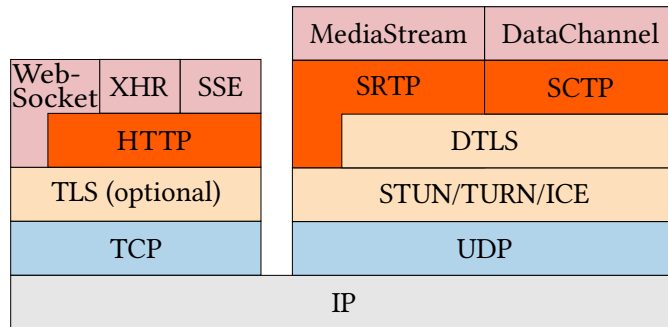 MediaStream DataChannel
Web-
Socket XHR SSE SRTP SCTP
HTTP DTLS
TLS (optional) STUN/TURN/ICE
TCP UDP
IP